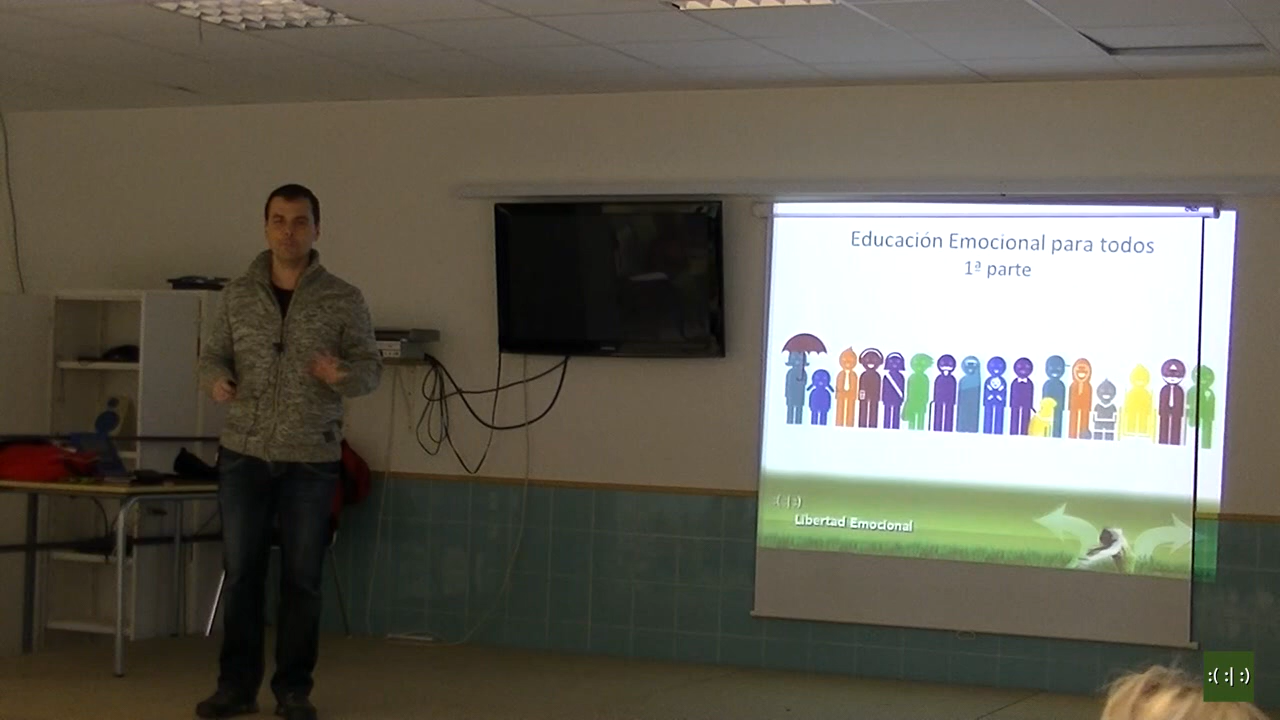 Educación Emocional para todos
1ª parte
:( | :)
Libertad Emocional
:( :| :)